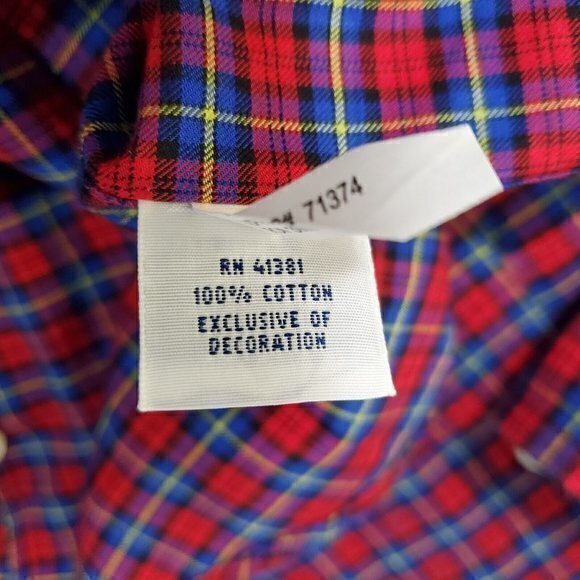 71374
RN 41381
100% COTTON
EXCLUSIVE OF
DECORATION